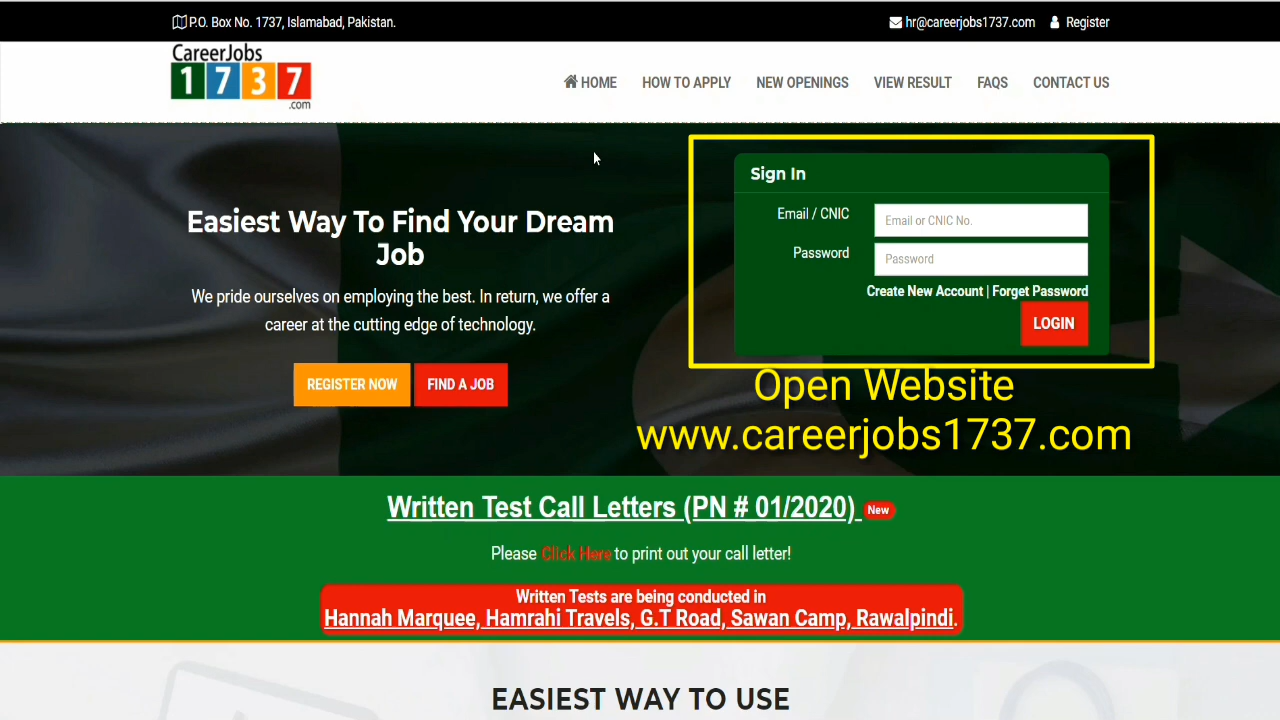 P.O. Box No. 1737, Islamabad, Pakistan.
hr@careerjobs1737.com Register
CareerJobs
1737
.com
HOME HOW TO APPLY NEW OPENINGS VIEW RESULT FAQS CONTACT US
Sign In
Email / CNIC Email or CNIC No.
Password Password
Create New Account | Forget Password
LOGIN
Easiest Way To Find Your Dream
Job
We pride ourselves on employing the best. In return, we offer a
career at the cutting edge of technology.
REGISTER NOW FIND A JOB
Open Website
www.careerjobs1737.com
Written Test Call Letters (PN # 01/2020) New
Please Click Here to print out your call letter!
Written Tests are being conducted in
Hannah Marquee, Hamrahi Travels, G.T Road, Sawan Camp, Rawalpindi.
EASIEST WAY TO USE